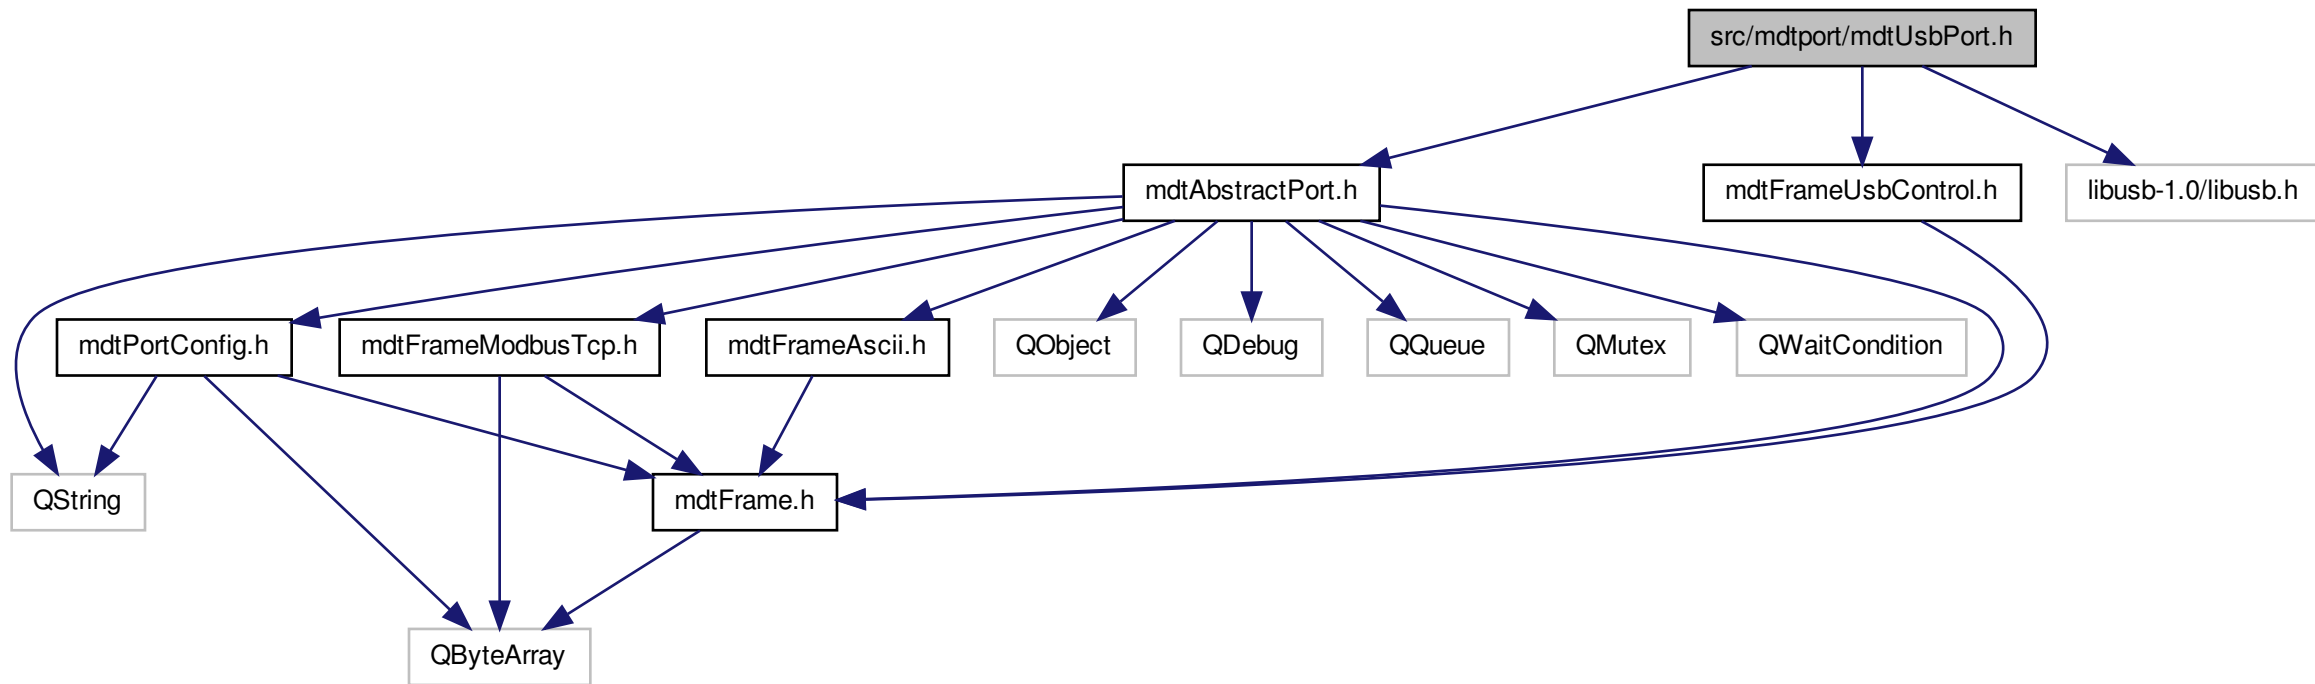 src/mdtport/mdtUsbPort.h
mdtAbstractPort.h
mdtFrameUsbControl.h
libusb-1.0/libusb.h
mdtPortConfig.h
mdtFrameModbusTcp.h
mdtFrameAscii.h
QObject
QDebug
QQueue
QMutex
QWaitCondition
QString
mdtFrame.h
QByteArray